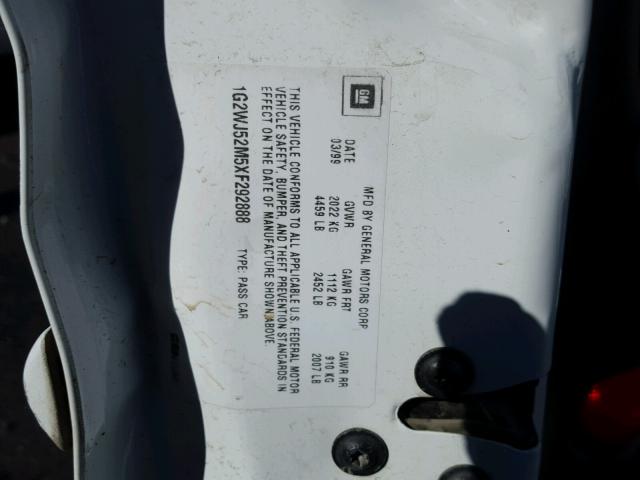 GM
MFD BY GENERAL MOTORS CORP
DATE GVWR GAWR FRT GAWR RR
03/99 2022 KG 1112 KG 910 KG
4459 LB 2452 LB 2007 LB
THIS VEHICLE CONFORMS TO ALL APPLICABLE U.S. FEDERAL MOTOR
VEHICLE SAFETY, BUMPER, AND THEFT PREVENTION STANDARDS IN
EFFECT ON THE DATE OF MANUFACTURE SHOWN ABOVE.
1G2WJ52M5XF292888 TYPE: PASS CAR